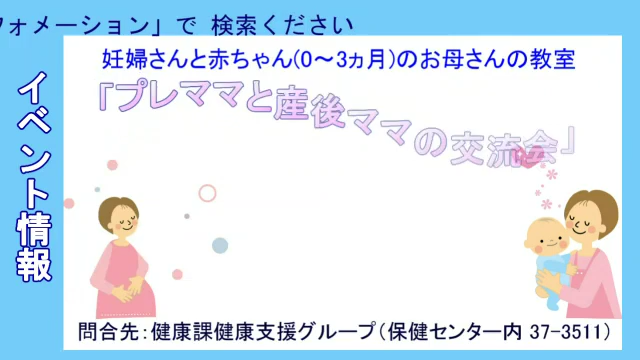 フォメーション」で 検索ください
イベント情報
妊婦さんと赤ちゃん(0～3ヵ月)のお母さんの教室
「プレママと産後ママの交流会」
問合先：健康課健康支援グループ（保健センター内 37-3511）